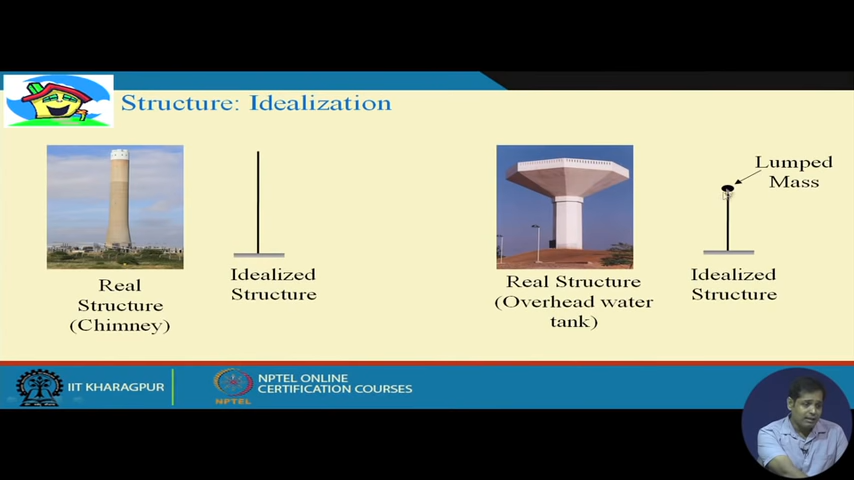 Structure: Idealization
Real
Structure
(Chimney)
Idealized
Structure
Real Structure
(Overhead water
tank)
Lumped
Mass
Idealized
Structure
IIT KHARAGPUR
NPTEL
NPTEL ONLINE
CERTIFICATION COURSES